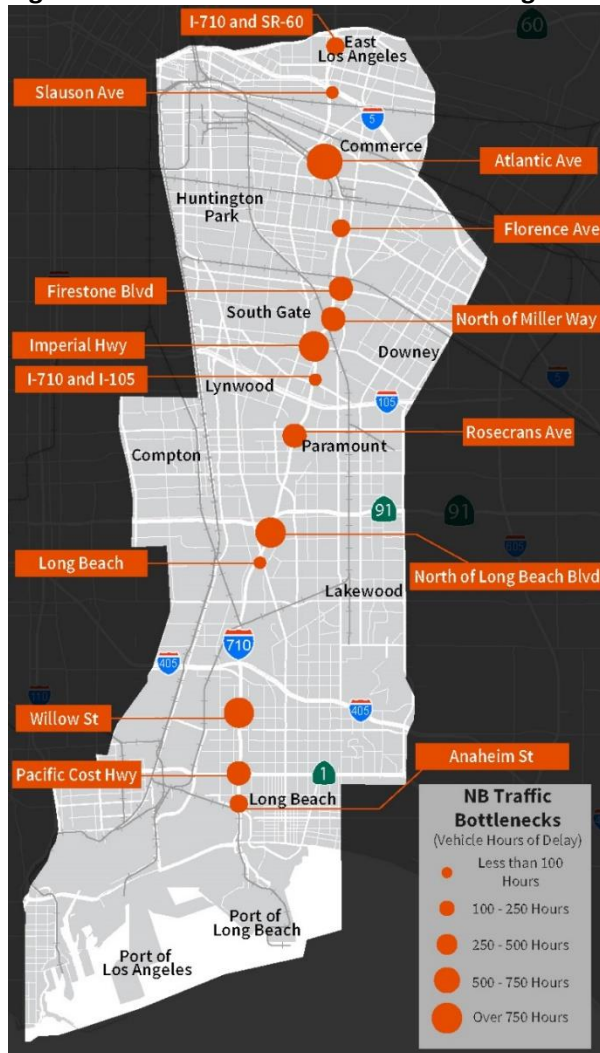 I-710 and SR-60
60
East
Los Angeles
Slauson Ave
5
Commerce
Atlantic Ave
Huntington
Park
Florence Ave
Firestone Blvd
South Gate
North of Miller Way
Imperial Hwy
Downey
I-710 and I-105
Lynwood
5
105
Rosecrans Ave
Compton
Paramount
91
91
Long Beach
North of Long Beach Blvd
605
Lakewood
710
405
110
405
Willow St
Anaheim St
Pacific Cost Hwy
1
Long Beach
NB Traffic
Bottlenecks
(Vehicle Hours of Delay)
Less than 100
Hours
100 - 250 Hours
250 - 500 Hours
500 - 750 Hours
Over 750 Hours
Port of
Long Beach
Port of
Los Angeles